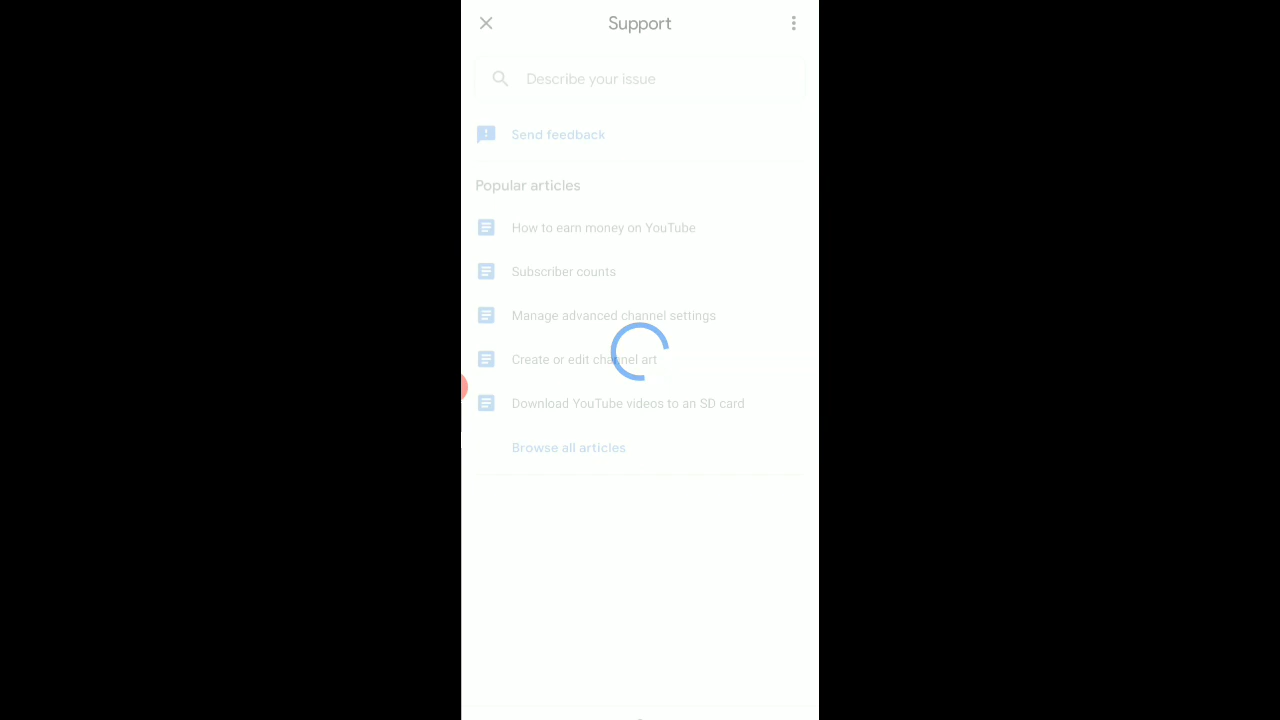 Support
Describe your issue
Send feedback
Popular articles
How to earn money on YouTube
Subscriber counts
Manage advanced channel settings
Create or edit channel art
Download YouTube videos to an SD card
Browse all articles